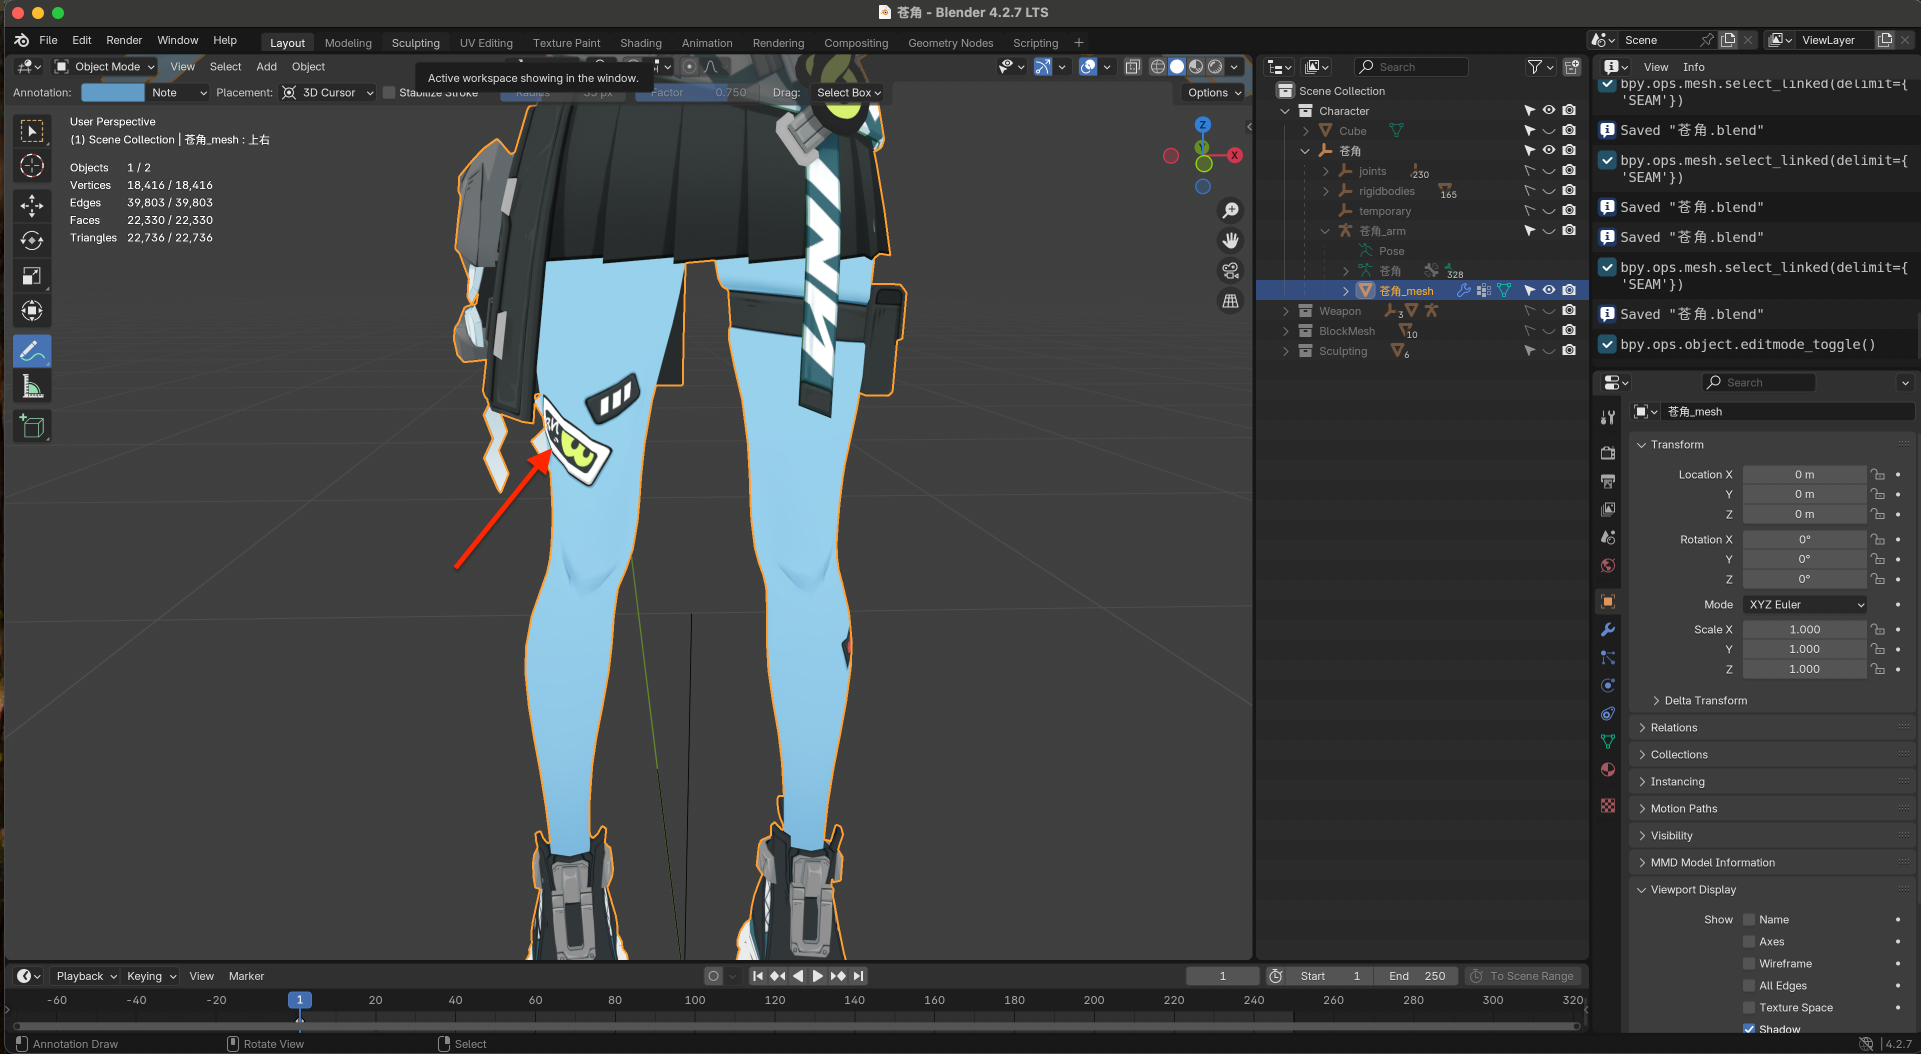 苍角 - Blender 4.2.7 LTS
File Edit Render Window Help Layout Modeling Sculpting UV Editing Texture Paint Shading Animation Rendering Compositing Geometry Nodes Scripting + Scene ViewLayer
Object Mode View Select Add Object
Active workspace showing in the window.
Annotation: Note Placement: 3D Cursor Stabilize Stroke Radius 35 px Factor 0.750 Drag: Select Box Options
User Perspective
(1) Scene Collection | 苍角_mesh : 上右
Objects 1 / 2
Vertices 18,416 / 18,416
Edges 39,803 / 39,803
Faces 22,330 / 22,330
Triangles 22,736 / 22,736
Z
Y
X
Search
Scene Collection
Character
Cube
苍角
joints 230
rigidbodies 165
temporary
苍角_arm
Pose
苍角 328
苍角_mesh
Weapon 3
BlockMesh 10
Sculpting 6
View Info
bpy.ops.mesh.select_linked(delimit={
'SEAM'})
Saved "苍角.blend"
bpy.ops.mesh.select_linked(delimit={
'SEAM'})
Saved "苍角.blend"
Saved "苍角.blend"
bpy.ops.mesh.select_linked(delimit={
'SEAM'})
Saved "苍角.blend"
bpy.ops.object.editmode_toggle()
Search
苍角_mesh
Transform
Location X 0 m
Y 0 m
Z 0 m
Rotation X 0°
Y 0°
Z 0°
Mode XYZ Euler
Scale X 1.000
Y 1.000
Z 1.000
Delta Transform
Relations
Collections
Instancing
Motion Paths
Visibility
MMD Model Information
Viewport Display
Show Name
Axes
Wireframe
All Edges
Texture Space
Shadow
Playback Keying View Marker 1 Start 1 End 250 To Scene Range
-60 -40 -20 1 20 40 60 80 100 120 140 160 180 200 220 240 260 280 300 320
Annotation Draw Rotate View Select 4.2.7